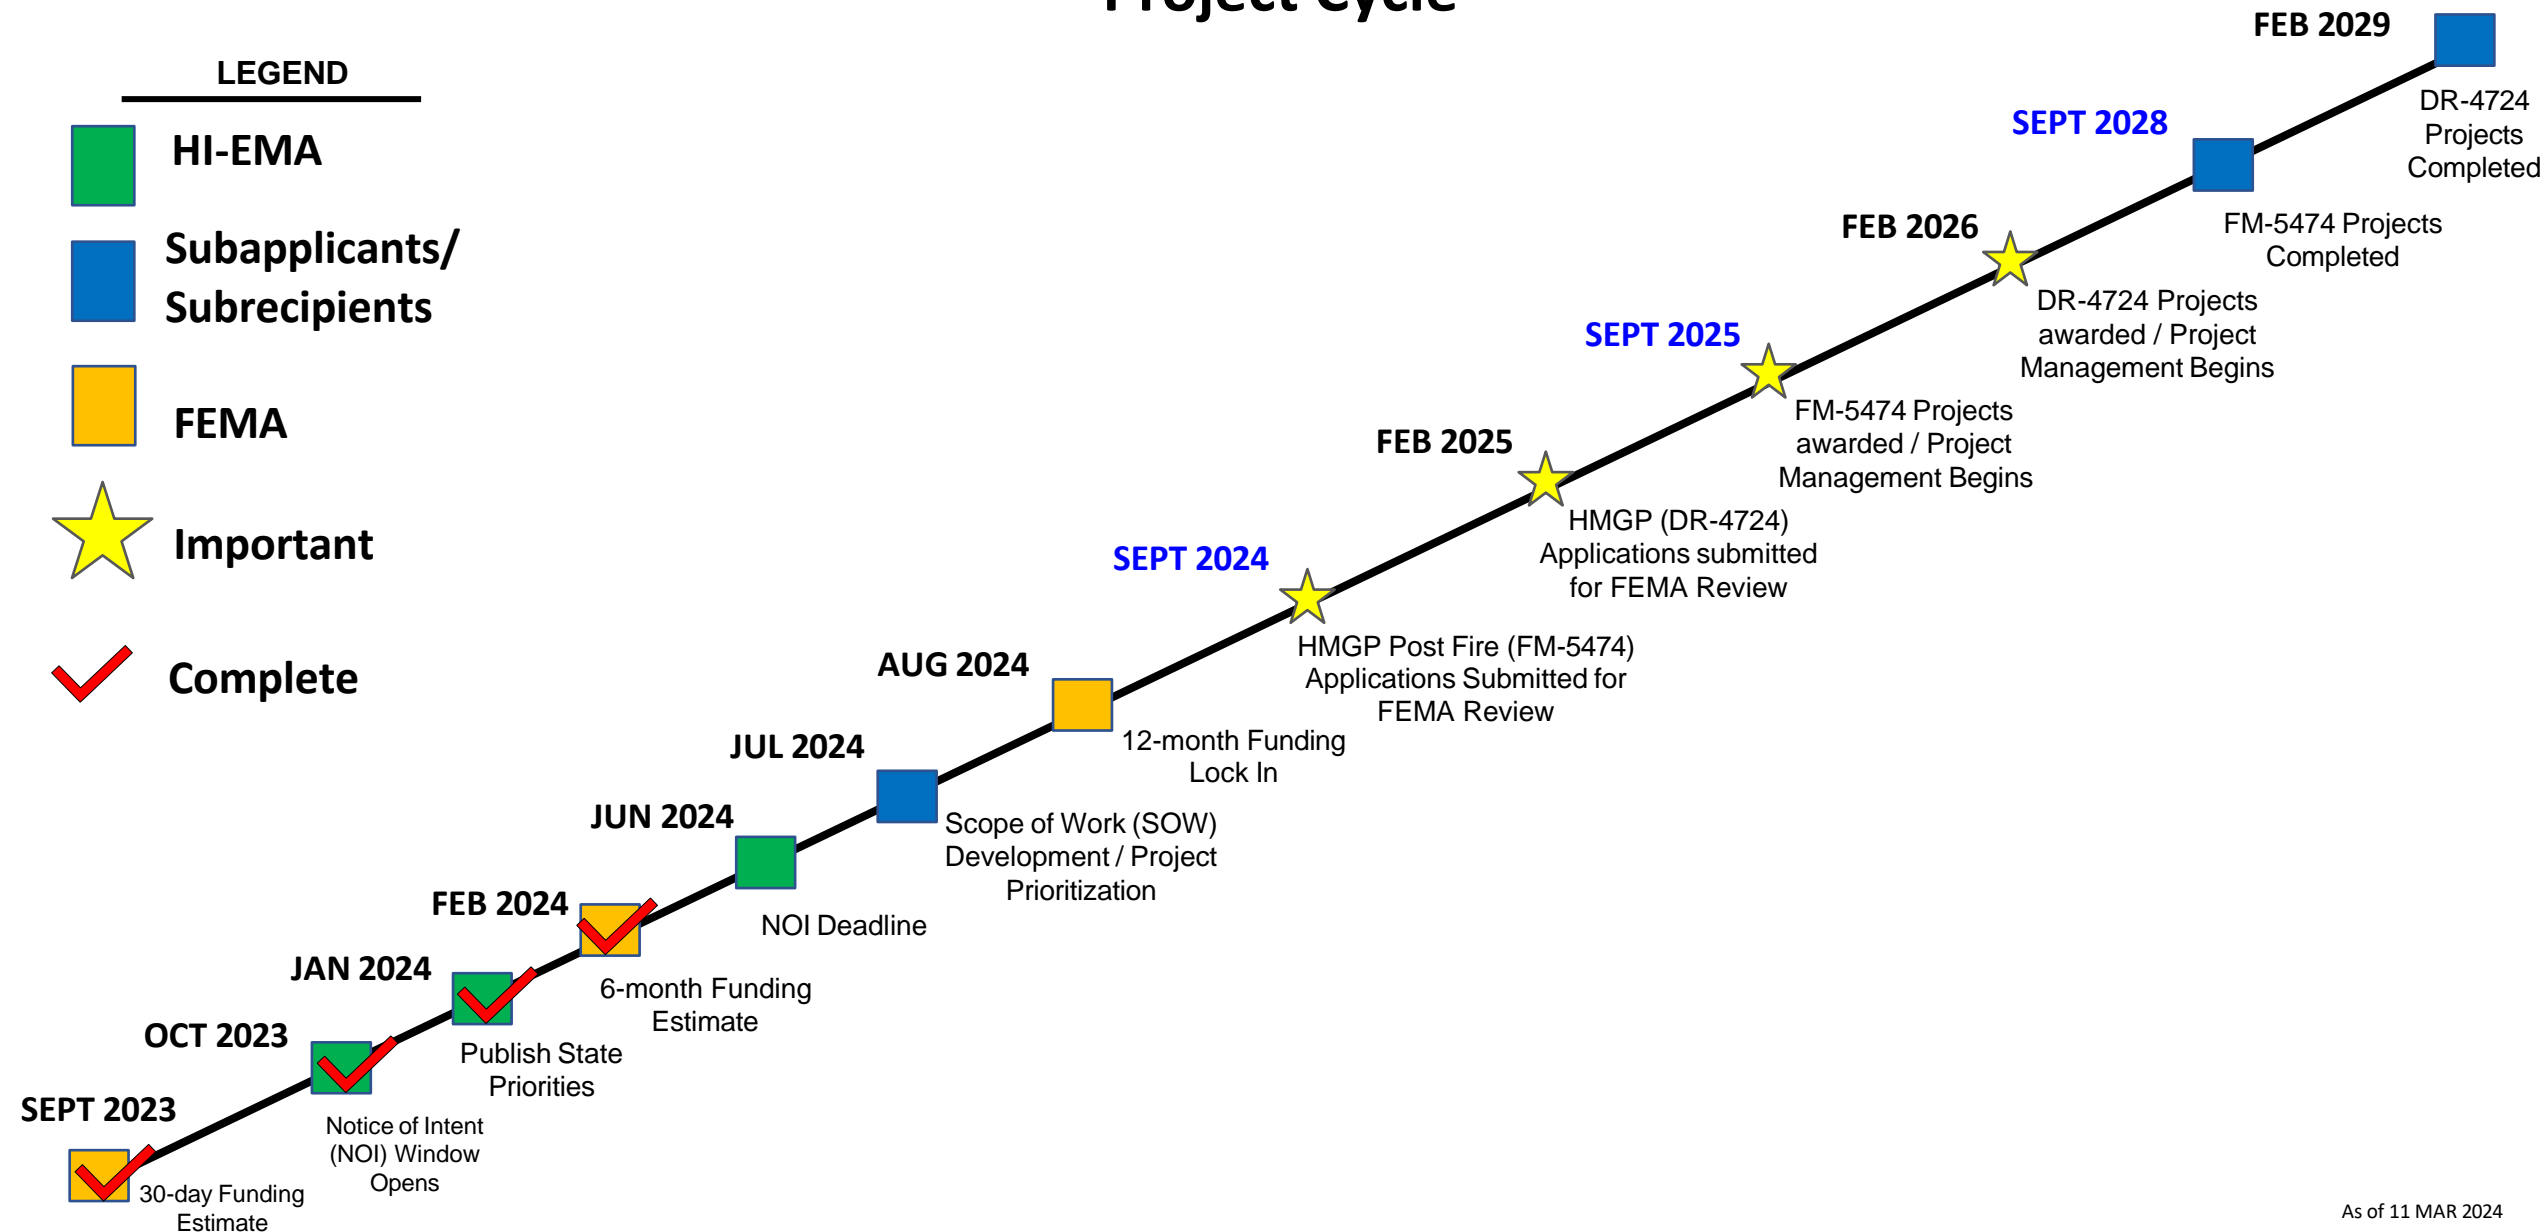 Project Cycle
LEGEND
HI-EMA
Subapplicants/
Subrecipients
FEMA
Important
Complete
SEPT 2023
30-day Funding
Estimate
OCT 2023
Notice of Intent
(NOI) Window
Opens
JAN 2024
Publish State
Priorities
FEB 2024
6-month Funding
Estimate
JUN 2024
NOI Deadline
JUL 2024
Scope of Work (SOW)
Development / Project
Prioritization
AUG 2024
12-month Funding
Lock In
SEPT 2024
HMGP Post Fire (FM-5474)
Applications Submitted for
FEMA Review
FEB 2025
HMGP (DR-4724)
Applications submitted
for FEMA Review
SEPT 2025
FM-5474 Projects
awarded / Project
Management Begins
FEB 2026
DR-4724 Projects
awarded / Project
Management Begins
SEPT 2028
FM-5474 Projects
Completed
FEB 2029
DR-4724
Projects
Completed
As of 11 MAR 2024